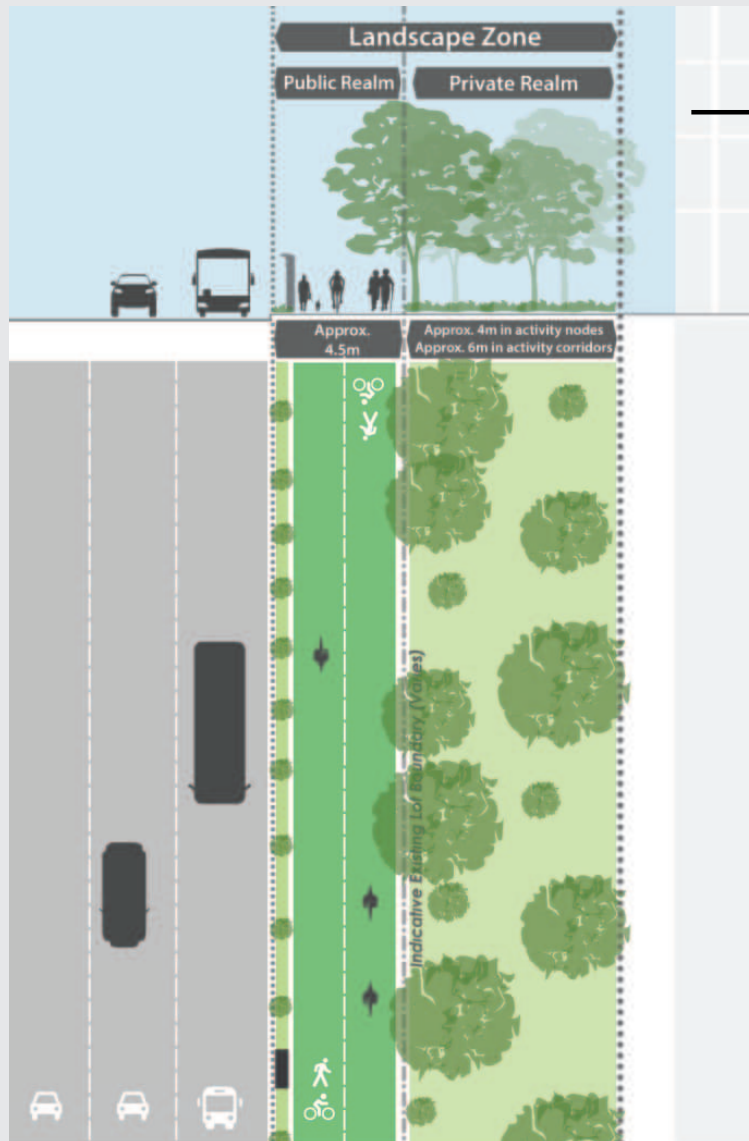 Landscape Zone
Public Realm
Private Realm
Approx.
4.5m
Approx. 4m in activity nodes
Approx. 6m in activity corridors
Indicative Existing Lot Boundary (Varies)